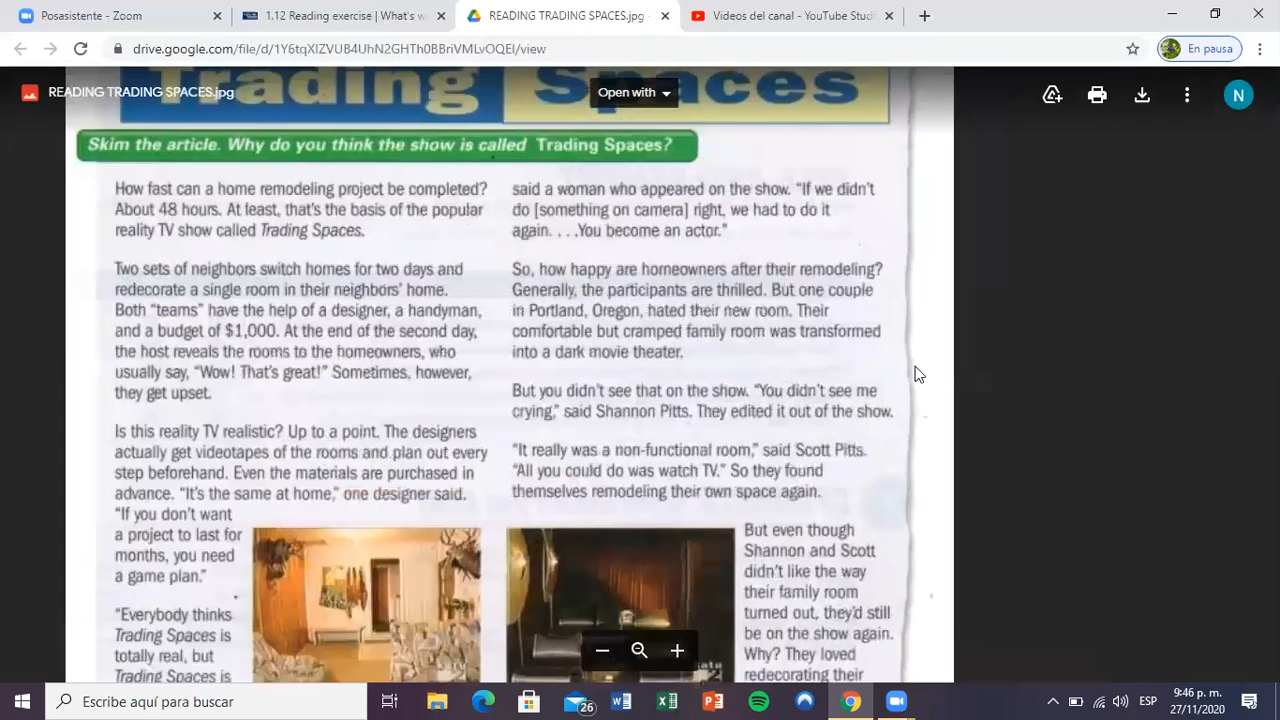 Posasistente - Zoom
1.12 Reading exercise | What's w
READING TRADING SPACES.jpg
Videos del canal - YouTube Stud
drive.google.com/file/d/1Y6tqXlZVUB4UhN2GHTh0BBriVMLvOQEI/view
En pausa
READING TRADING SPACES.jpg
Open with
N
Trading Spaces
Skim the article. Why do you think the show is called Trading Spaces?
How fast can a home remodeling project be completed?
About 48 hours. At least, that's the basis of the popular
reality TV show called Trading Spaces.
Two sets of neighbors switch homes for two days and
redecorate a single room in their neighbors' home.
Both “teams” have the help of a designer, a handyman,
and a budget of $1,000. At the end of the second day,
the host reveals the rooms to the homeowners, who
usually say, “Wow! That's great!” Sometimes, however,
they get upset.
Is this reality TV realistic? Up to a point. The designers
actually get videotapes of the rooms and plan out every
step beforehand. Even the materials are purchased in
advance. “It's the same at home,” one designer said.
“If you don't want
a project to last for
months, you need
a game plan.”
“Everybody thinks
Trading Spaces is
totally real, but
Trading Spaces is
said a woman who appeared on the show. “If we didn't
do [something on camera] right, we had to do it
again. . . .You become an actor.”
So, how happy are homeowners after their remodeling?
Generally, the participants are thrilled. But one couple
in Portland, Oregon, hated their new room. Their
comfortable but cramped family room was transformed
into a dark movie theater.
But you didn't see that on the show. “You didn't see me
crying,” said Shannon Pitts. They edited it out of the show.
“It really was a non-functional room,” said Scott Pitts.
“All you could do was watch TV.” So they found
themselves remodeling their own space again.
But even though
Shannon and Scott
didn't like the way
their family room
turned out, they'd still
be on the show again.
Why? They loved
redecorating their
Escribe aquí para buscar
26
ESP
9:46 p. m.
27/11/2020